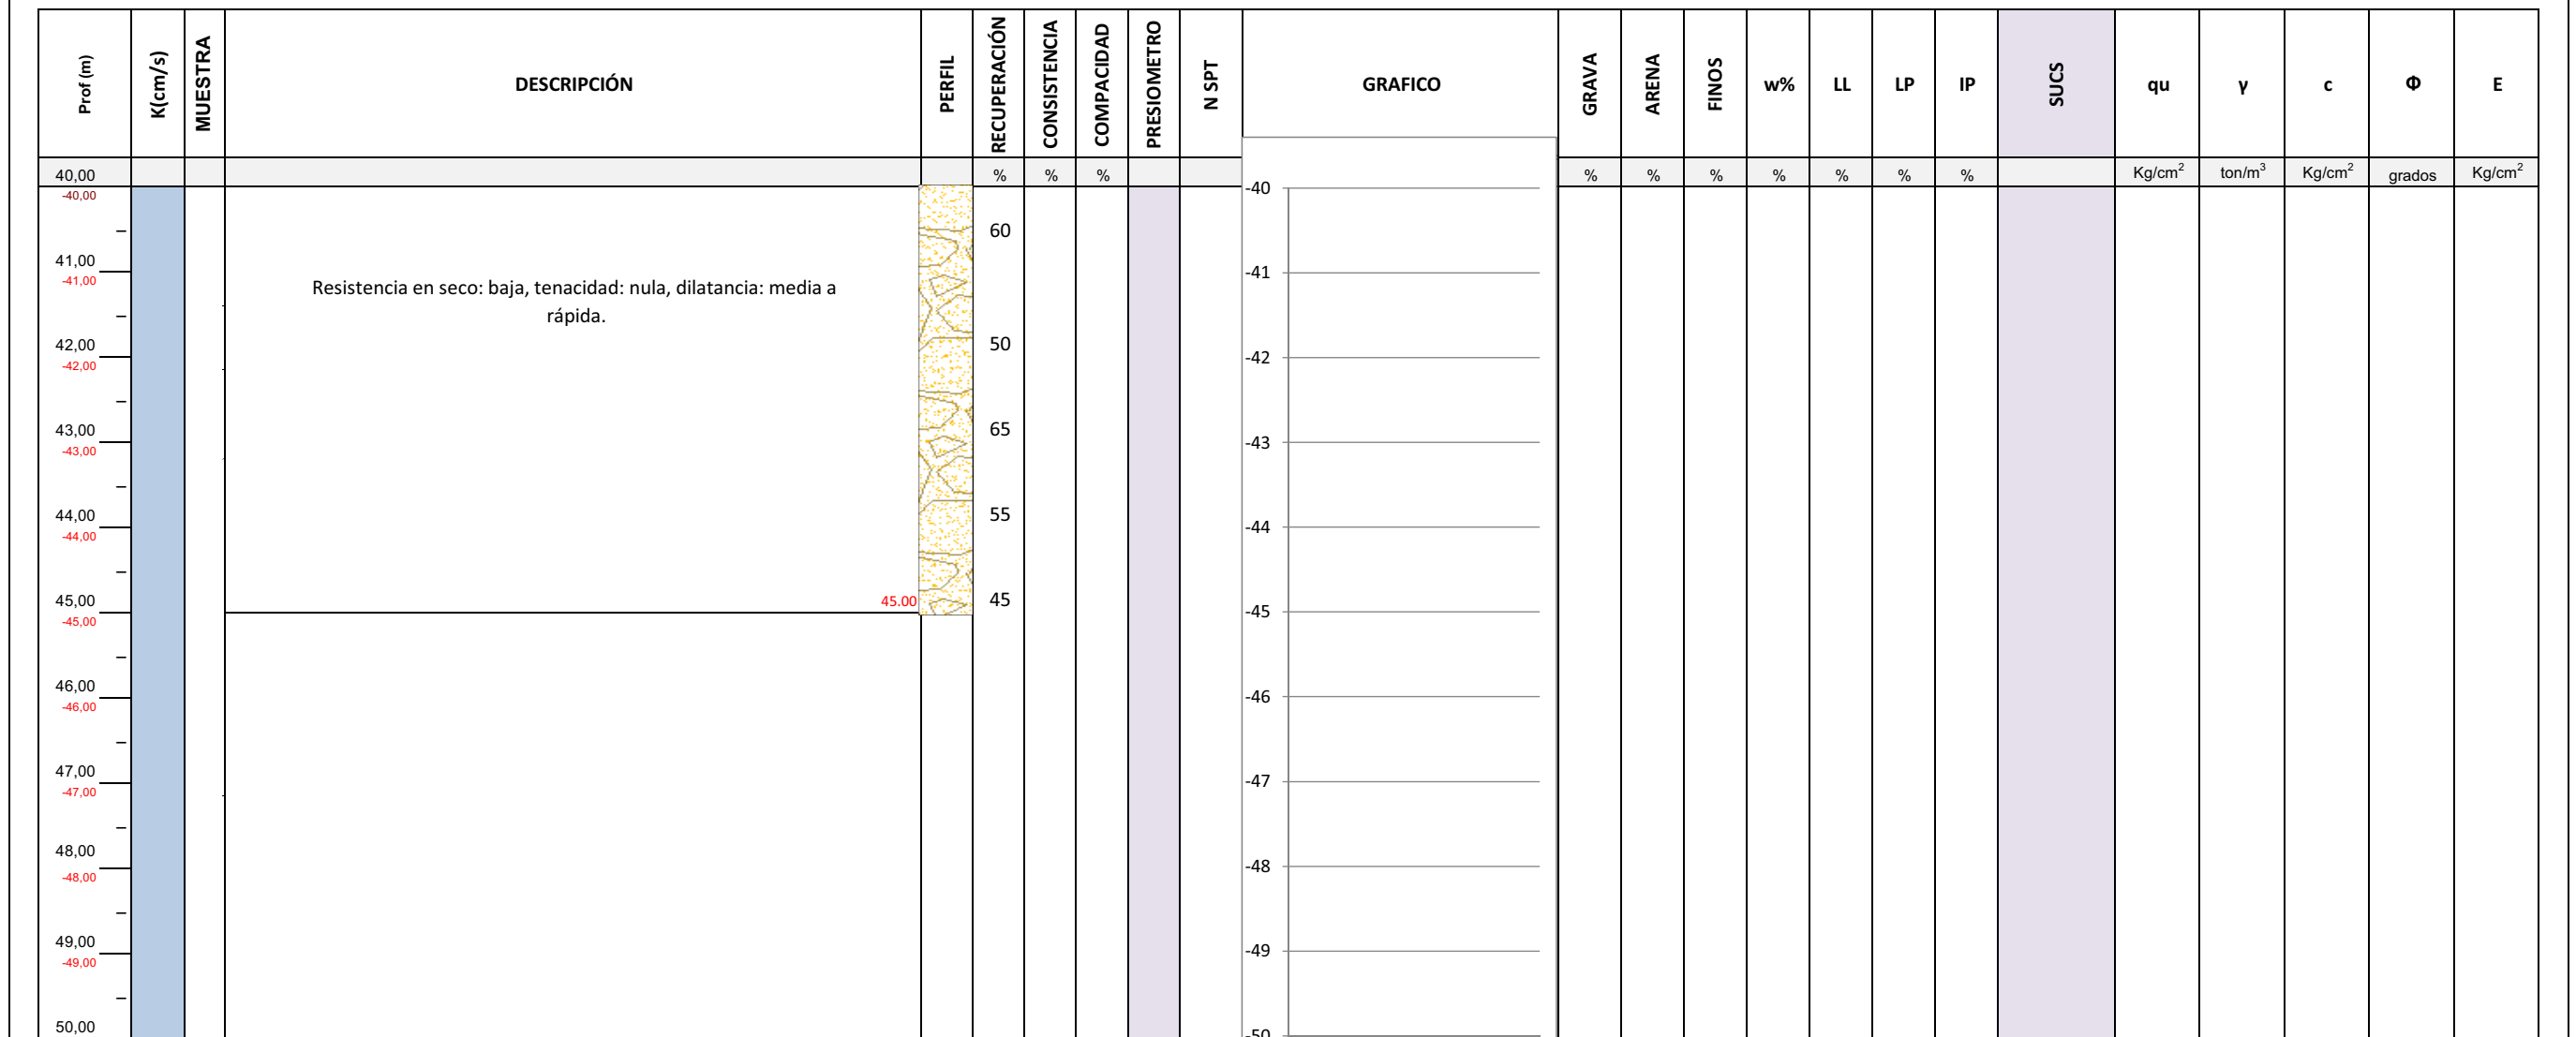 Prof (m)
K(cm/s)
MUESTRA
DESCRIPCIÓN
PERFIL
RECUPERACIÓN
CONSISTENCIA
COMPACIDAD
PRESIOMETRO
N SPT
GRAFICO
GRAVA
ARENA
FINOS
w%
LL
LP
IP
SUCS
qu
γ
c
Φ
E
40,00 % % % % % % % % % % Kg/cm² ton/m³ Kg/cm² grados Kg/cm²
-40,00 -40
60
41,00
-41,00 -41
Resistencia en seco: baja, tenacidad: nula, dilatancia: media a
rápida.
42,00 50
-42,00 -42
43,00 65
-43,00 -43
44,00 55
-44,00 -44
45,00 45.00 45
-45,00 -45
46,00
-46,00 -46
47,00
-47,00 -47
48,00
-48,00 -48
49,00
-49,00 -49
50,00 -50